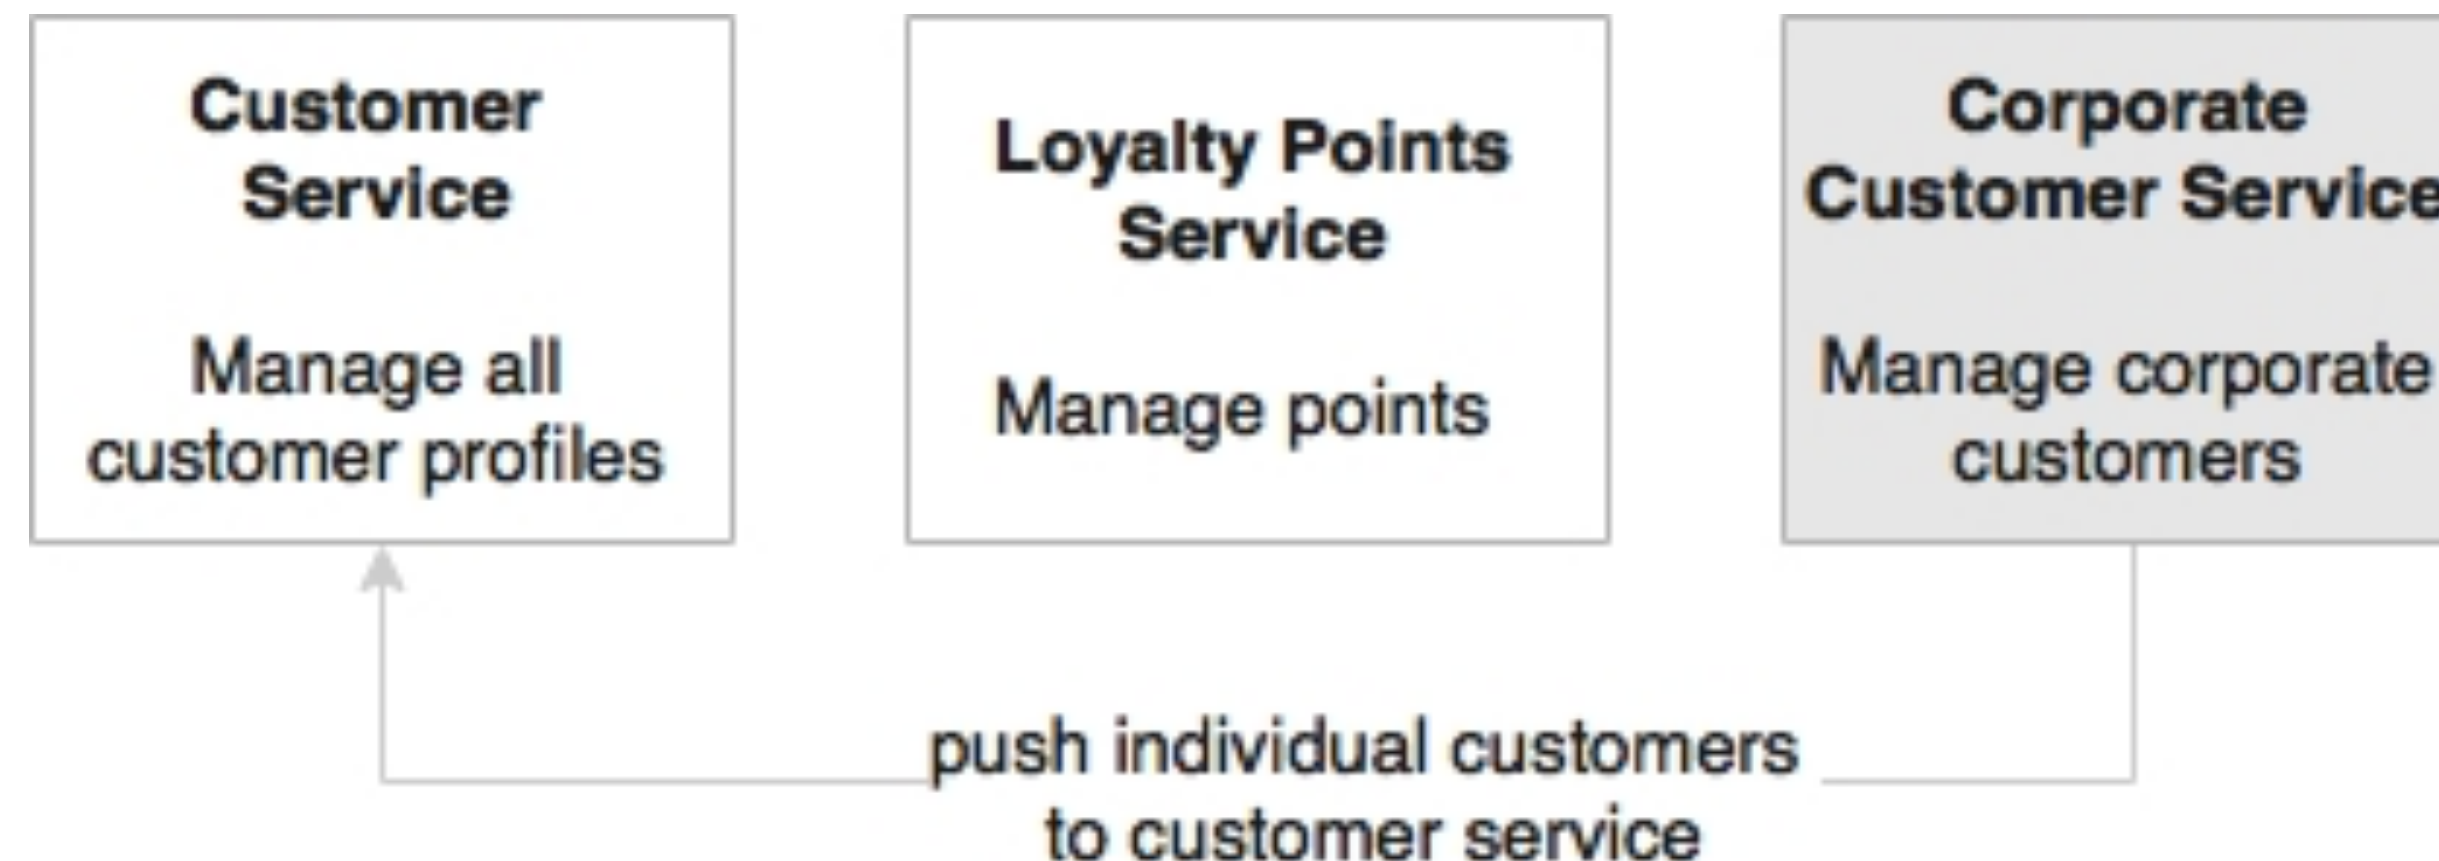 Customer
Service
Manage all
customer profiles
Loyalty Points
Service
Manage points
Corporate
Customer Service
Manage corporate
customers
push individual customers
to customer service